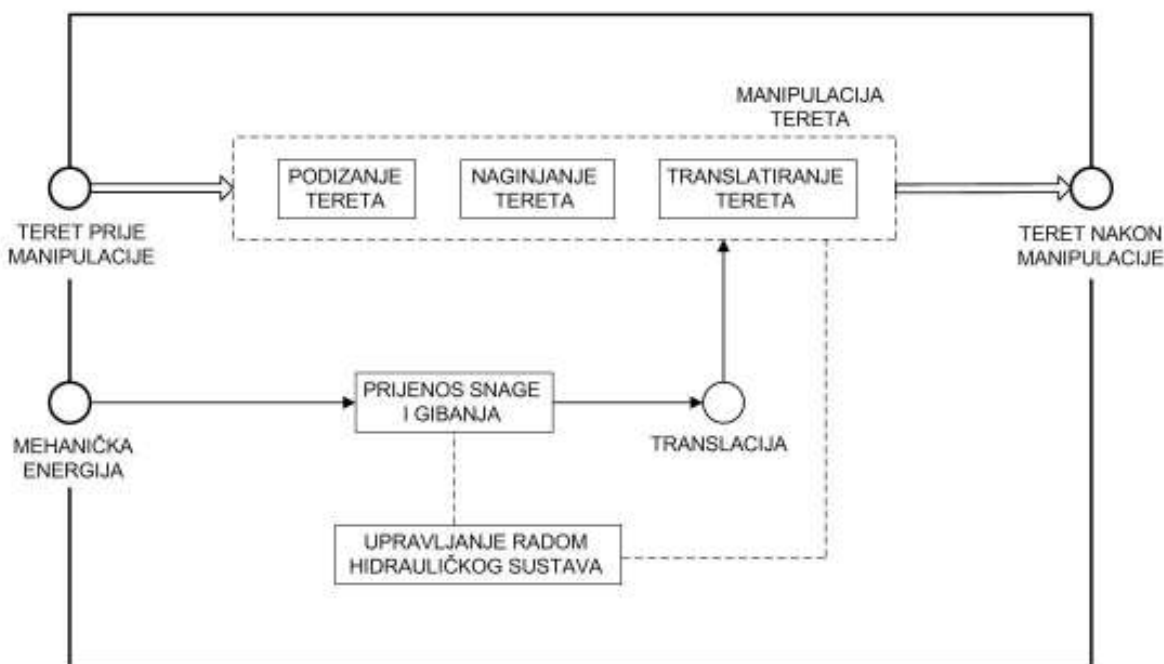 MANIPULACIJA
TERETA
PODIZANJE
TERETA
NAGINJANJE
TERETA
TRANSLATIRANJE
TERETA
TERET PRIJE
MANIPULACIJE
TERET NAKON
MANIPULACIJE
PRIJENOS SNAGE
I GIBANJA
MEHANIČKA
ENERGIJA
TRANSLACIJA
UPRAVLJANJE RADOM
HIDRAULIČKOG SUSTAVA